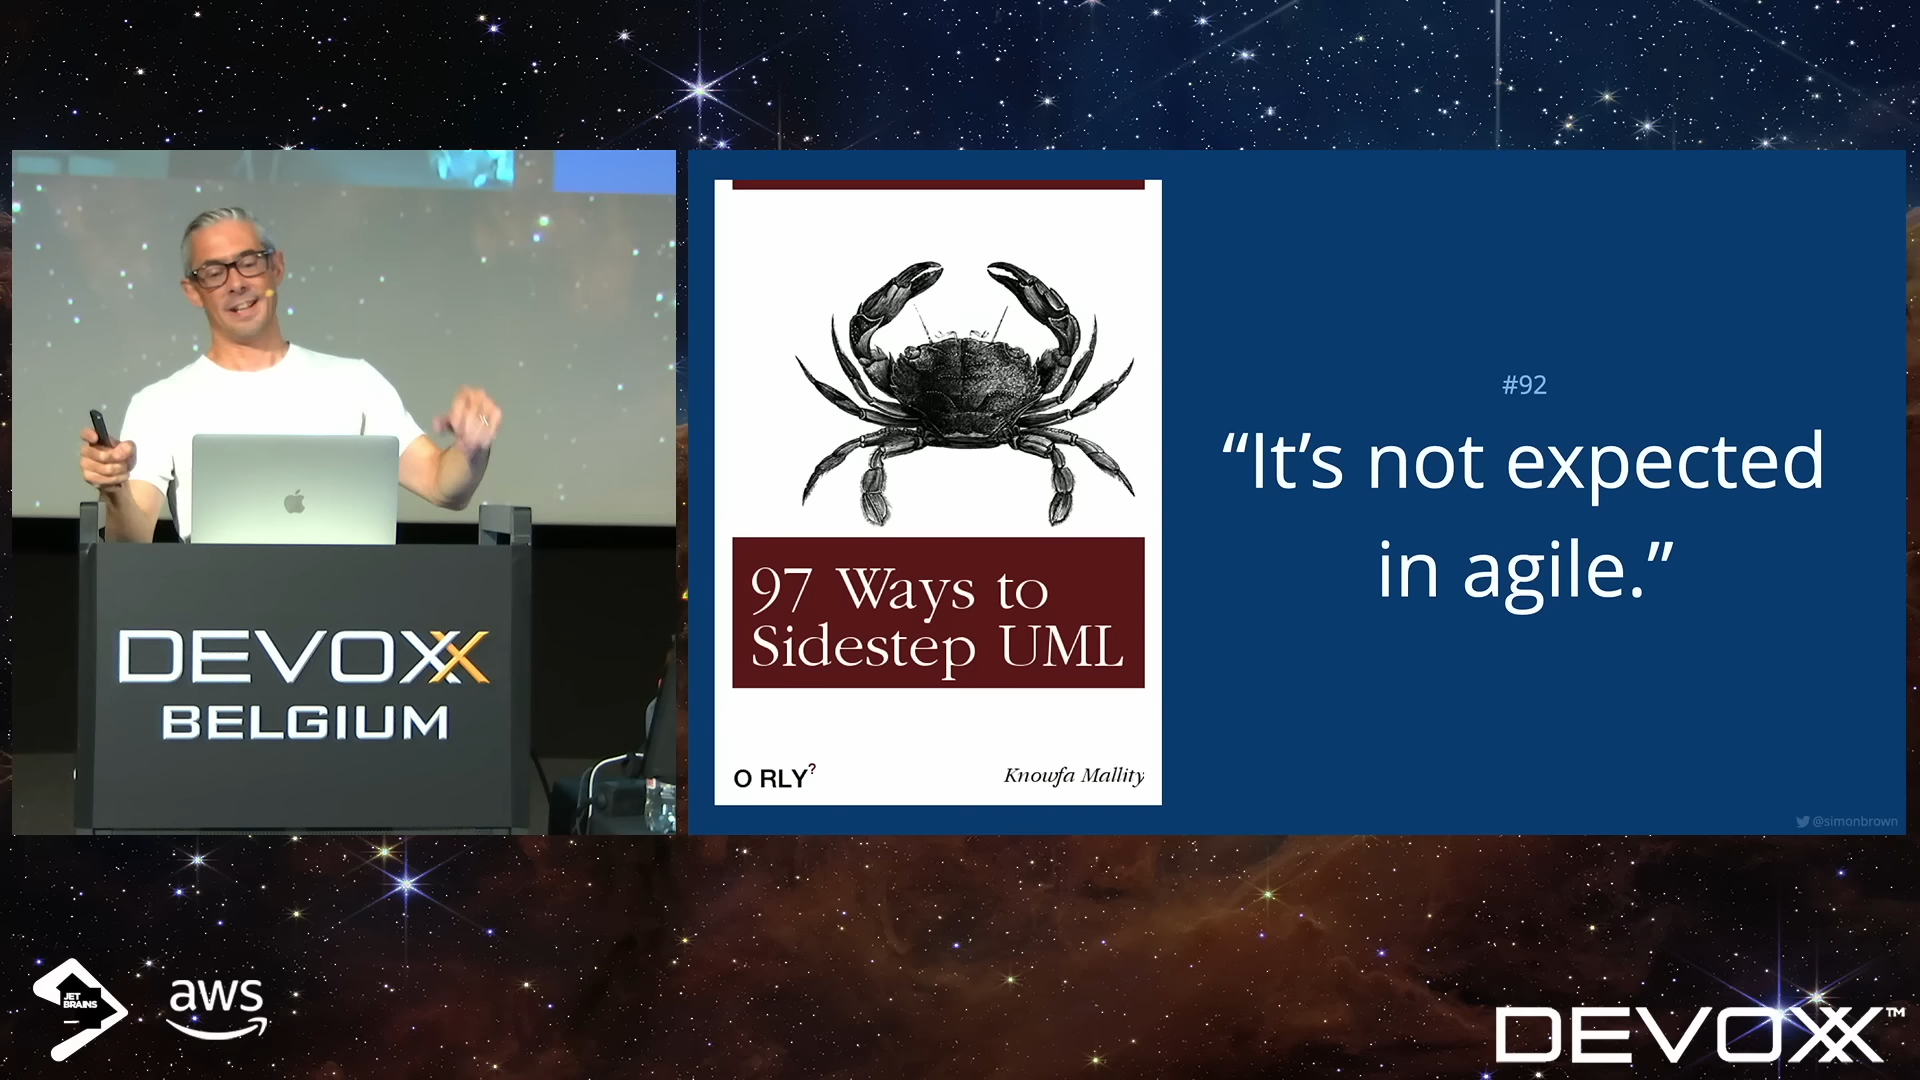 #92
“It’s not expected
in agile.”
97 Ways to
Sidestep UML
O RLY?
Knowfa Mallity
@simonbrown
DEVOXX
BELGIUM
JET
BRAINS
aws
DEVOXX™